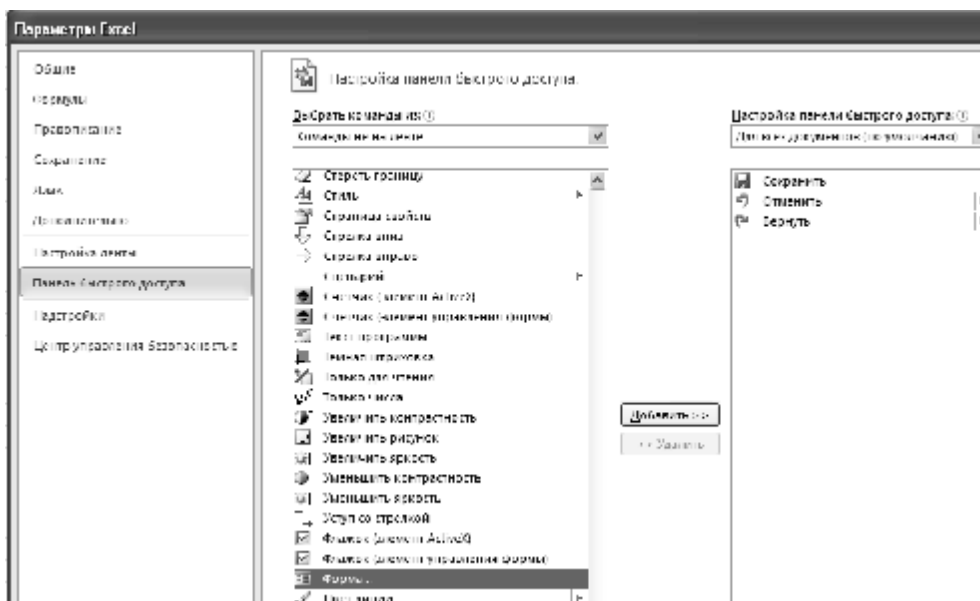 Параметры Excel
Общие
Формулы
Правописание
Сохранение
Язык
Дополнительно
Настройка ленты
Панель быстрого доступа
Надстройки
Центр управления безопасностью
Настройка панели быстрого доступа.
Выбрать команды из:
Команды не на ленте
Стереть границу
Стиль
Страница свойств
Стрелка вниз
Стрелка вправо
Сценарий
Счетчик (элемент ActiveX)
Счетчик (элемент управления формы)
Текст программы
Темная штриховка
Только для чтения
Только числа
Увеличить контрастность
Увеличить рисунок
Увеличить яркость
Уменьшить контрастность
Уменьшить яркость
Уступ со стрелкой
Флажок (элемент ActiveX)
Флажок (элемент управления формы)
Форма...
Добавить >>
<< Удалить
Настройка панели быстрого доступа:
Для всех документов (по умолчанию)
Сохранить
Отменить
Вернуть